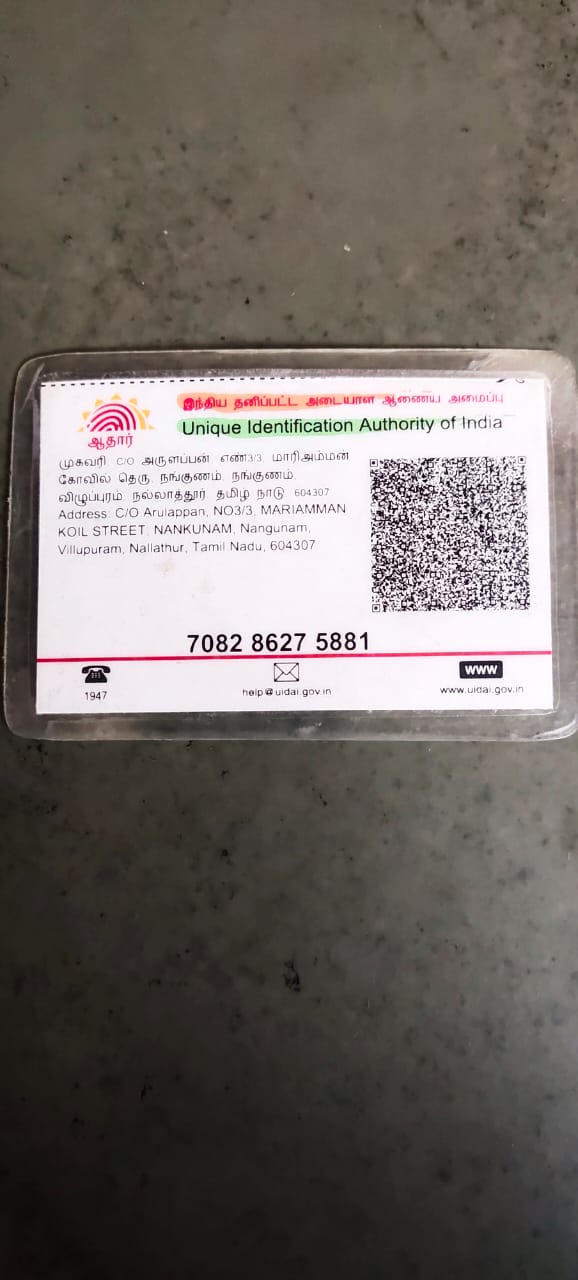 இந்திய தனிப்பட்ட அடையாள ஆணைய அமைப்பு
Unique Identification Authority of India
ஆதார்
முகவரி: C/O அருளப்பன், எண்3/3, மாரிஅம்மன்
கோவில் தெரு, நங்குணம், நங்குணம்,
விழுப்புரம், நல்லாத்தூர், தமிழ் நாடு, 604307
Address: C/O Arulappan, NO3/3, MARIAMMAN
KOIL STREET, NANKUNAM, Nangunam,
Villupuram, Nallathur, Tamil Nadu, 604307
7082 8627 5881
1947
help@uidai.gov.in
www
www.uidai.gov.in